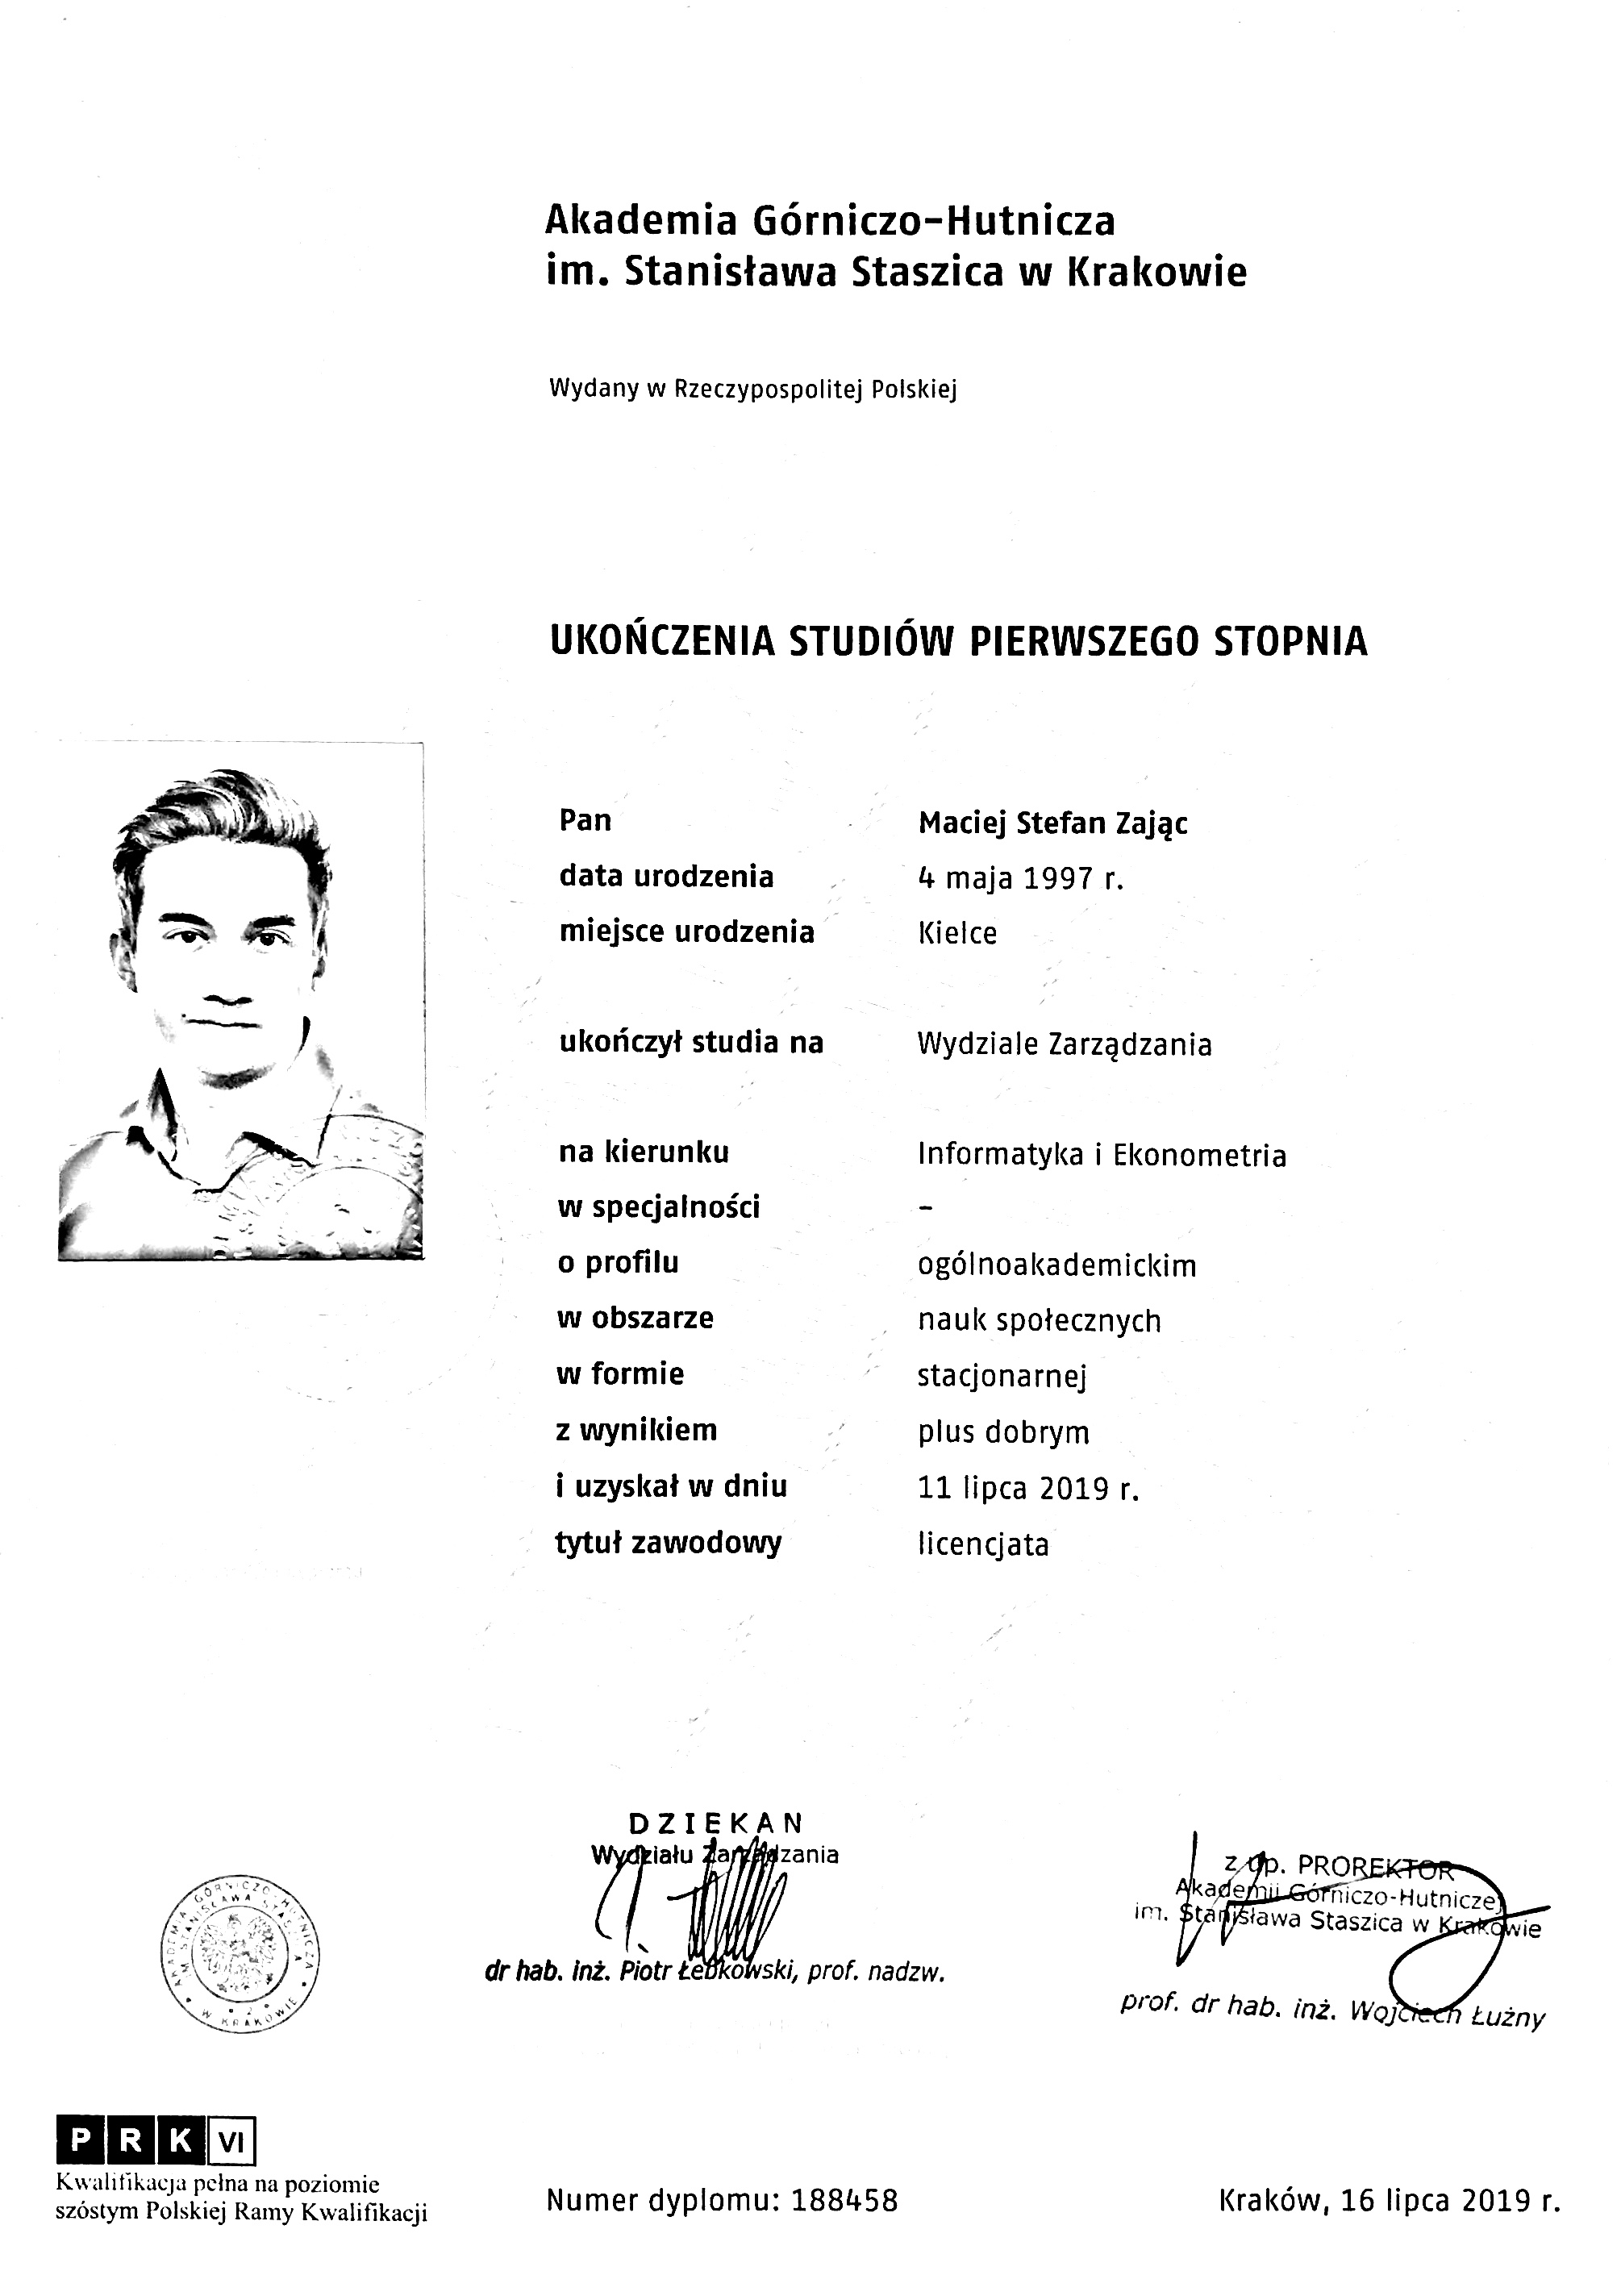 Akademia Górniczo-Hutnicza
im. Stanisława Staszica w Krakowie
Wydany w Rzeczypospolitej Polskiej
UKOŃCZENIA STUDIÓW PIERWSZEGO STOPNIA
Pan Maciej Stefan Zając
data urodzenia 4 maja 1997 r.
miejsce urodzenia Kielce
ukończył studia na Wydziale Zarządzania
na kierunku Informatyka i Ekonometria
w specjalności –
o profilu ogólnoakademickim
w obszarze nauk społecznych
w formie stacjonarnej
z wynikiem plus dobrym
i uzyskał w dniu 11 lipca 2019 r.
tytuł zawodowy licencjata
DZIEKAN
Wydziału Zarządzania
dr hab. inż. Piotr Łebkowski, prof. nadzw.
z up. PROREKTOR
Akademii Górniczo-Hutniczej
im. Stanisława Staszica w Krakowie
prof. dr hab. inż. Wojciech Łużny
AKADEMIA GÓRNICZO-HUTNICZA
IM STANISŁAWA STASZICA
W KRAKOWIE
2
PRK VI
Kwalifikacja pełna na poziomie
szóstym Polskiej Ramy Kwalifikacji
Numer dyplomu: 188458
Kraków, 16 lipca 2019 r.